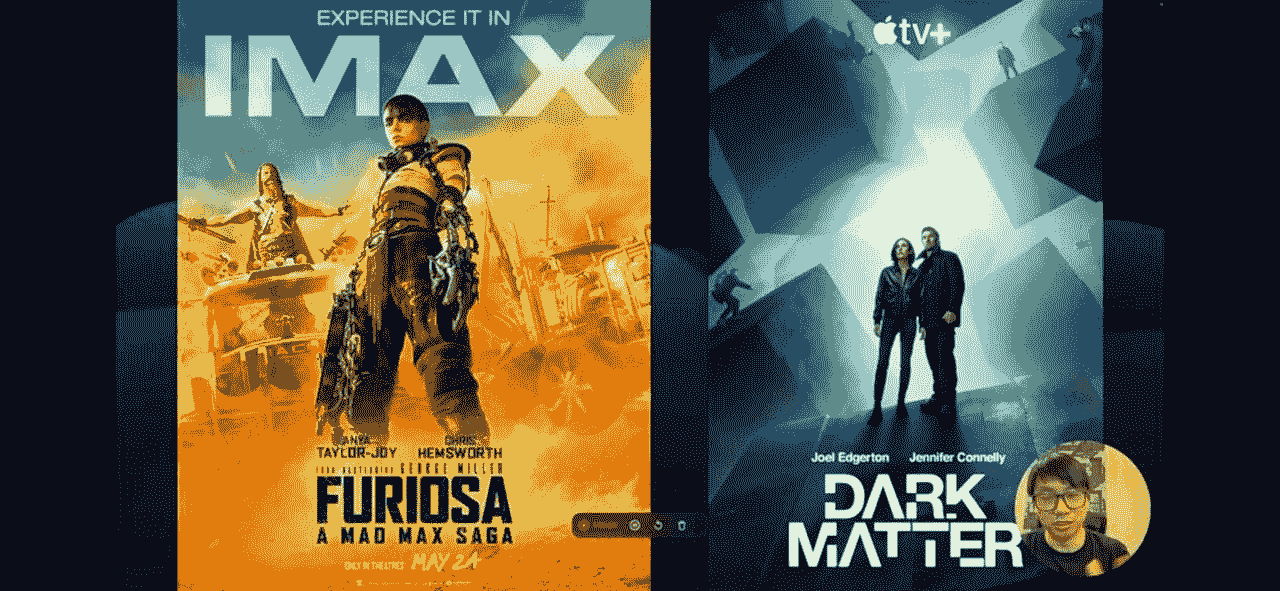 EXPERIENCE IT IN
IMAX
ANYA
TAYLOR-JOY
CHRIS
HEMSWORTH
GEORGE MILLER
FURIOSA
A MAD MAX SAGA
ONLY IN THEATRES MAY 24
tv+
Joel Edgerton Jennifer Connelly
DARK
MATTER